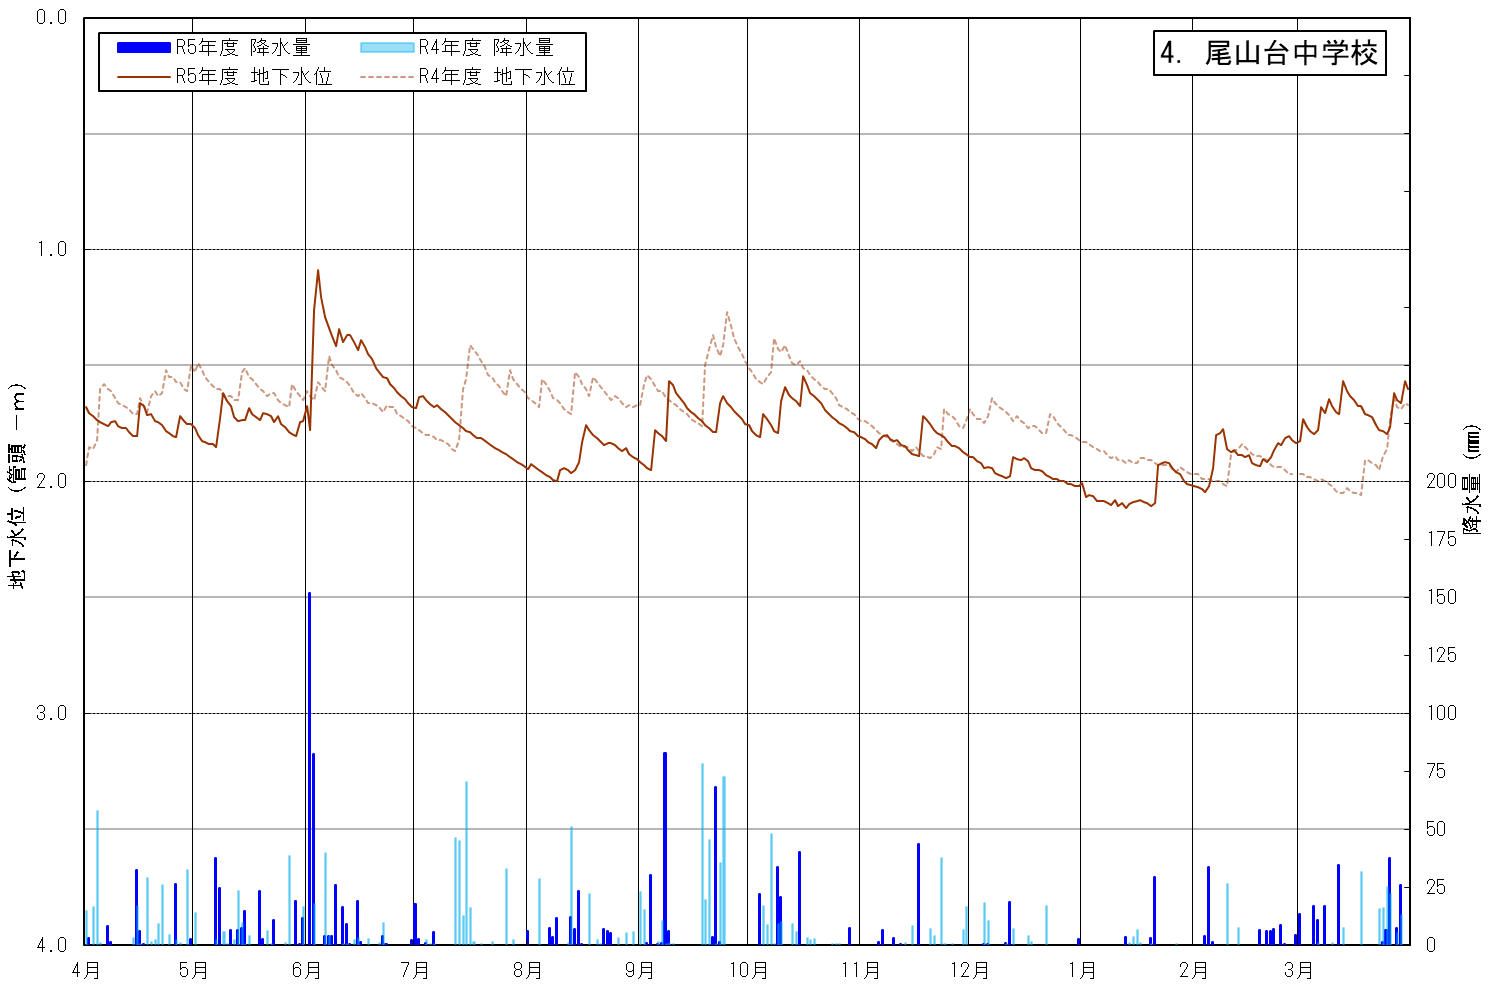 R5年度 降水量
R4年度 降水量
R5年度 地下水位
R4年度 地下水位
4. 尾山台中学校
地下水位 (管頭 －m)
0.0
1.0
2.0
3.0
4.0
降水量 (㎜)
200
175
150
125
100
75
50
25
0
4月
5月
6月
7月
8月
9月
10月
11月
12月
1月
2月
3月